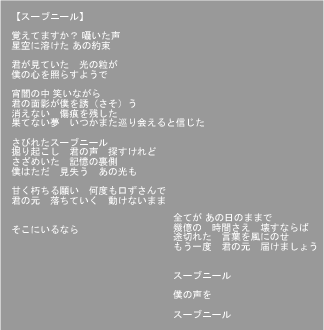 【スーブニール】
覚えてますか？ 囁いた声
星空に溶けた あの約束
君が見ていた　光の粒が
僕の心を照らすようで
宵闇の中 笑いながら
君の面影が僕を誘（さそ）う
消えない　傷痕を残した
果てない夢　いつかまた巡り会えると信じた
さびれたスーブニール
掘り起こし　君の声　探すけれど
さざめいた　記憶の裏側
僕はただ　見失う　あの光も
甘く朽ちる願い　何度も口ずさんで
君の元　落ちていく　動けないまま
そこにいるなら
全てが あの日のままで
幾億の　時間さえ　壊すならば
途切れた　言葉を風にのせ
もう一度　君の元　届けましょう
スーブニール
僕の声を
スーブニール